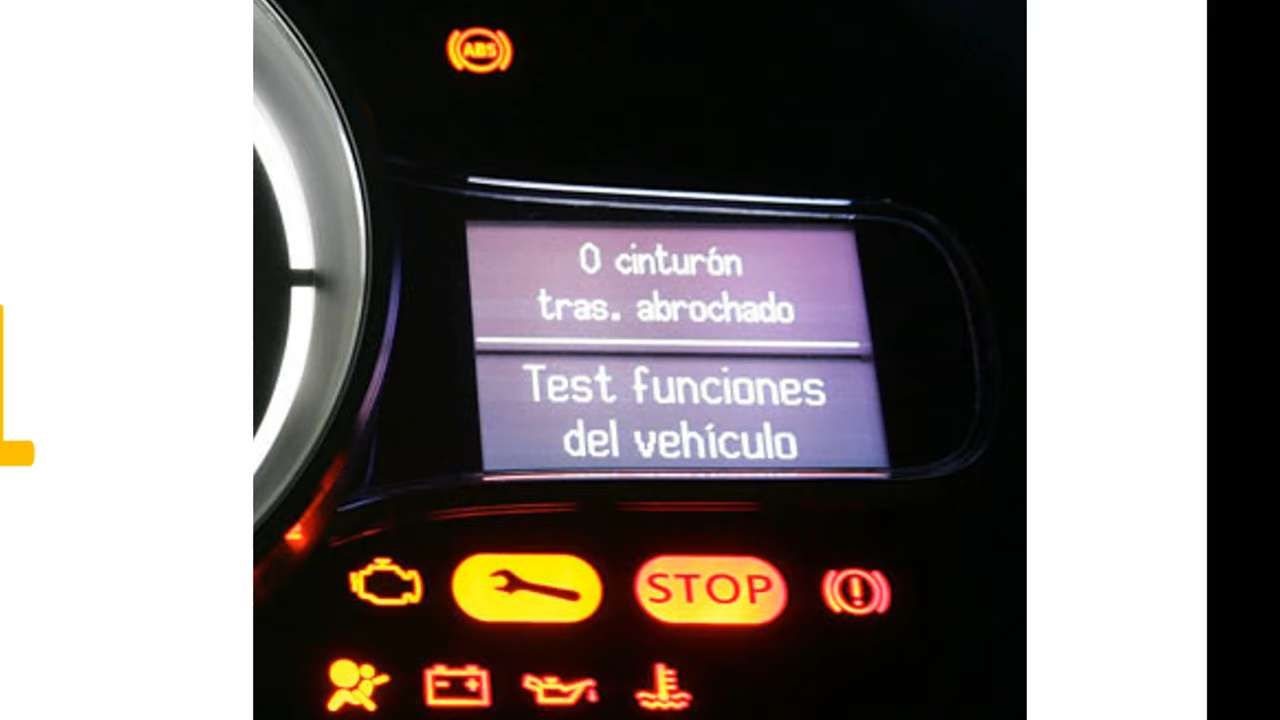 ABS
0 cinturón
tras. abrochado
Test funciones
del vehículo
STOP